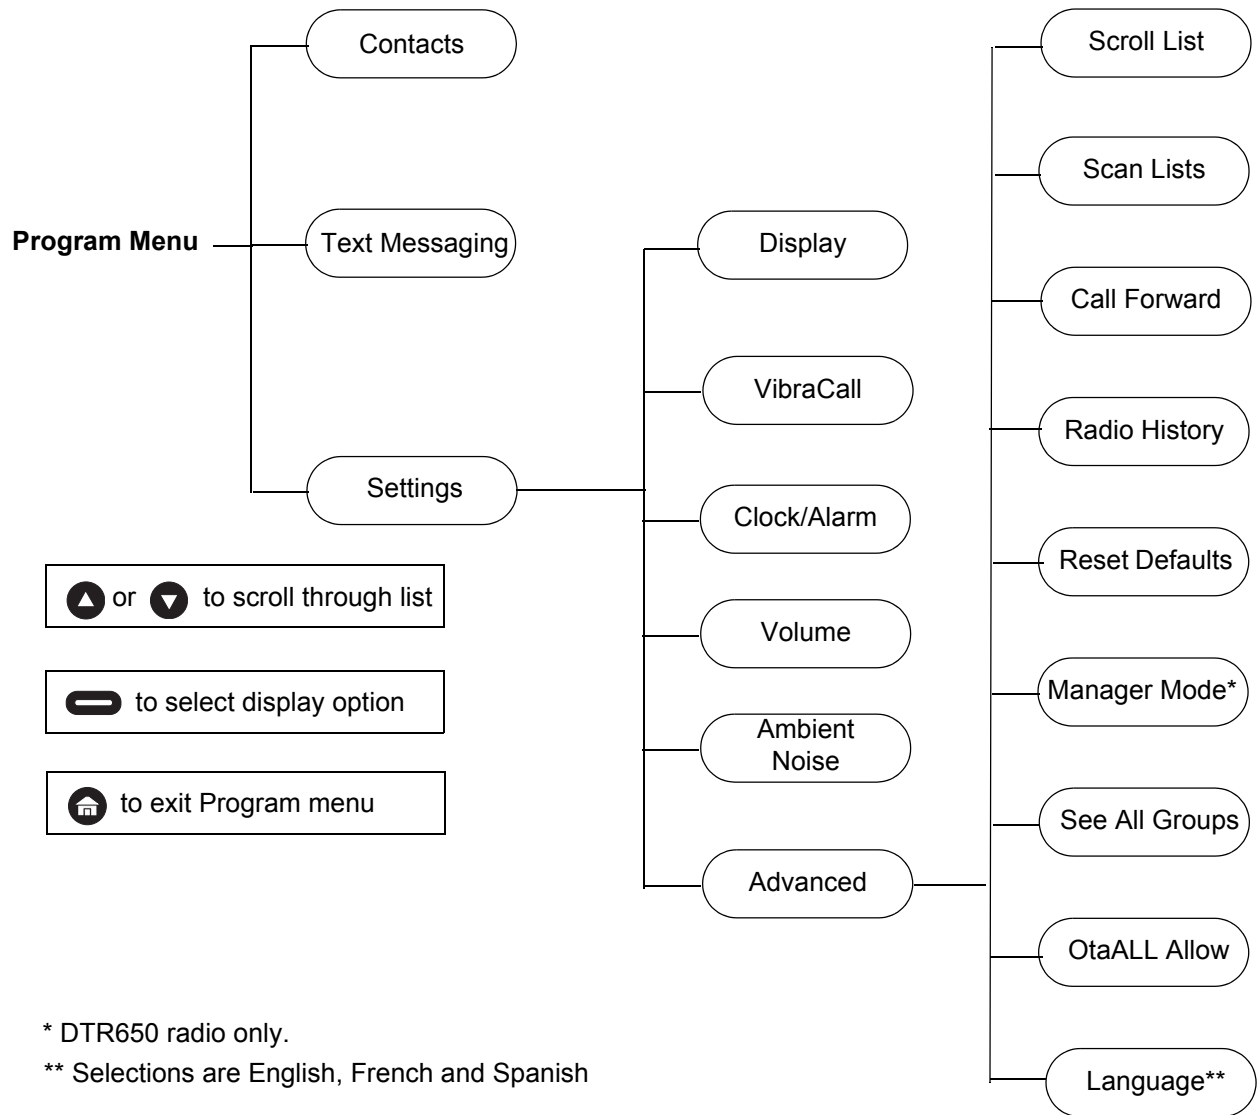 Program Menu
Contacts
Text Messaging
Settings
Display
VibraCall
Clock/Alarm
Volume
Ambient
Noise
Advanced
Scroll List
Scan Lists
Call Forward
Radio History
Reset Defaults
Manager Mode*
See All Groups
OtaALL Allow
Language**
or to scroll through list
to select display option
to exit Program menu
* DTR650 radio only.
** Selections are English, French and Spanish